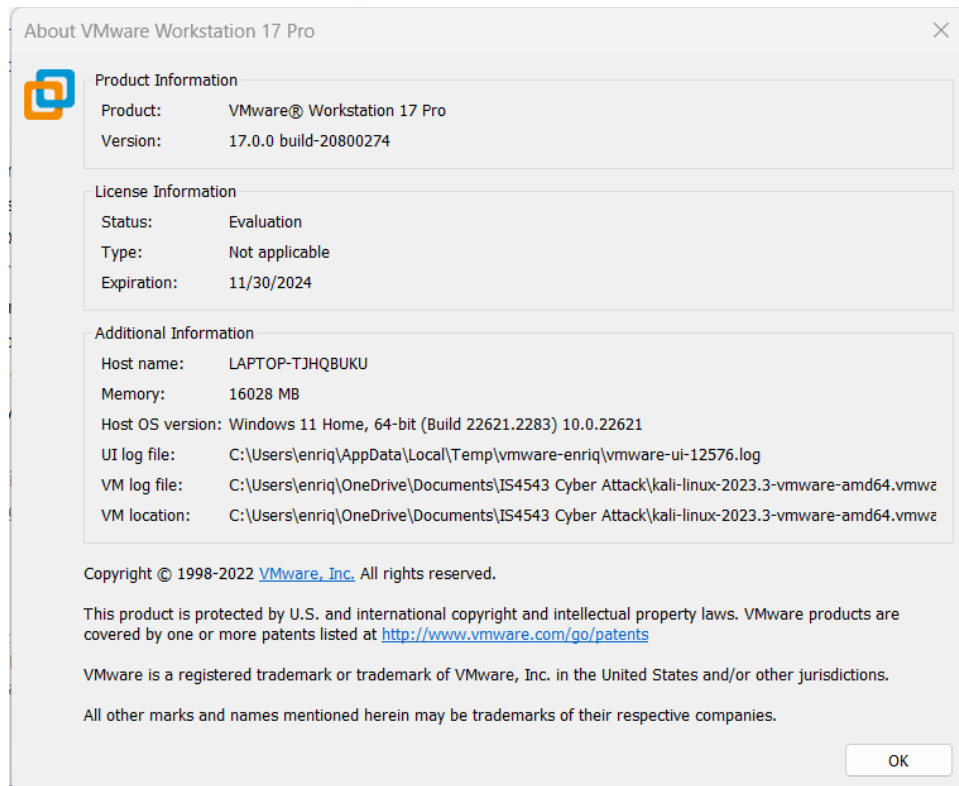 About VMware Workstation 17 Pro
Product Information
Product: VMware® Workstation 17 Pro
Version: 17.0.0 build-20800274
License Information
Status: Evaluation
Type: Not applicable
Expiration: 11/30/2024
Additional Information
Host name: LAPTOP-TJHQBUKU
Memory: 16028 MB
Host OS version: Windows 11 Home, 64-bit (Build 22621.2283) 10.0.22621
UI log file: C:\Users\enriq\AppData\Local\Temp\vmware-enriq\vmware-ui-12576.log
VM log file: C:\Users\enriq\OneDrive\Documents\IS4543 Cyber Attack\kali-linux-2023.3-vmware-amd64.vmwa
VM location: C:\Users\enriq\OneDrive\Documents\IS4543 Cyber Attack\kali-linux-2023.3-vmware-amd64.vmwa
Copyright © 1998-2022 VMware, Inc. All rights reserved.
This product is protected by U.S. and international copyright and intellectual property laws. VMware products are
covered by one or more patents listed at http://www.vmware.com/go/patents
VMware is a registered trademark or trademark of VMware, Inc. in the United States and/or other jurisdictions.
All other marks and names mentioned herein may be trademarks of their respective companies.
OK